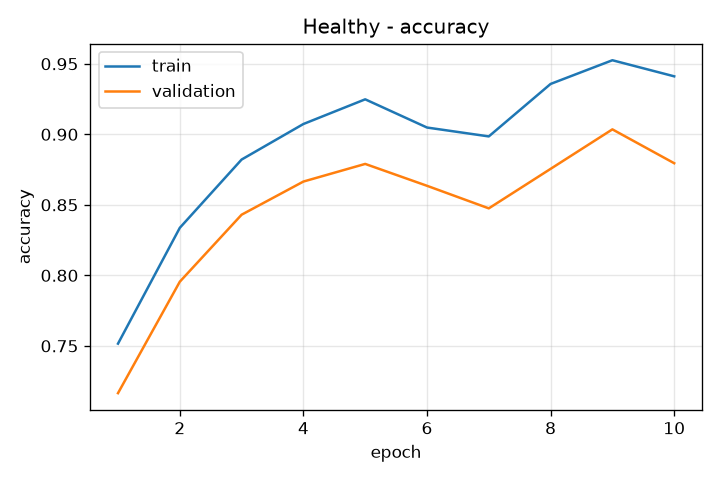 Healthy - accuracy
train
validation
0.95
0.90
0.85
0.80
0.75
accuracy
2 4 6 8 10
epoch